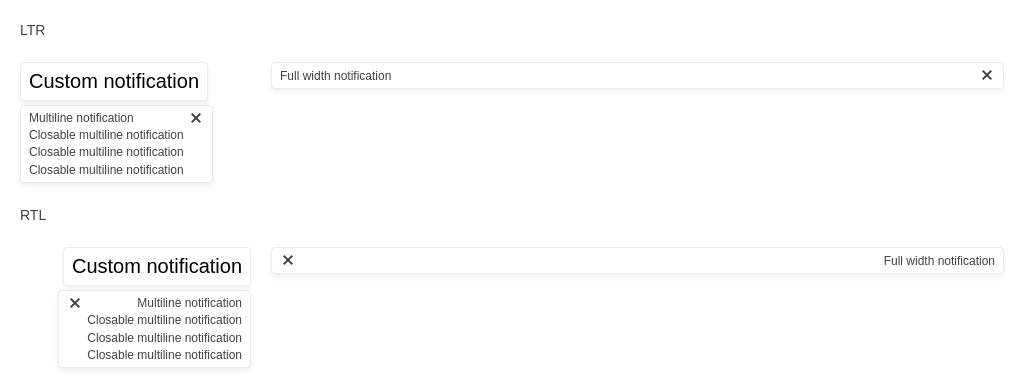 LTR
Custom notification
Full width notification
Multiline notification
Closable multiline notification
Closable multiline notification
Closable multiline notification
RTL
Custom notification
Full width notification
Multiline notification
Closable multiline notification
Closable multiline notification
Closable multiline notification